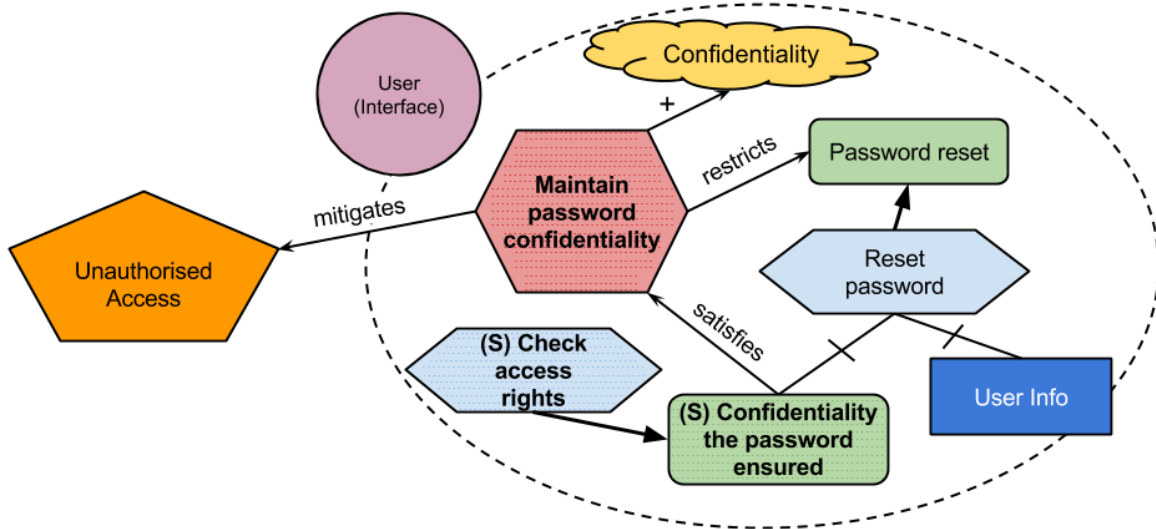 Confidentiality
User
(Interface)
+
restricts
Password reset
Maintain
password
confidentiality
mitigates
Unauthorised
Access
Reset
password
satisfies
(S) Check
access
rights
User Info
(S) Confidentiality
the password
ensured